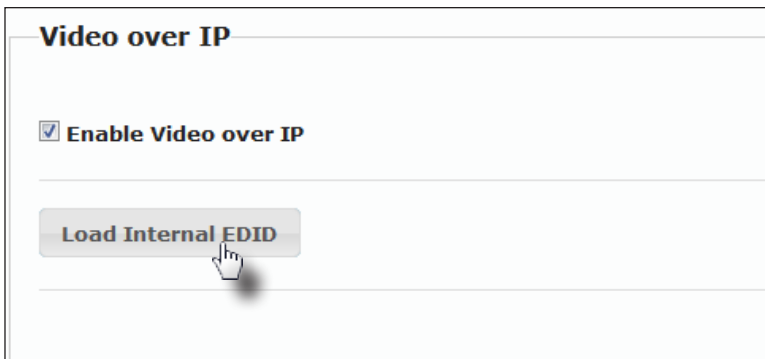 Video over IP
Enable Video over IP
Load Internal EDID